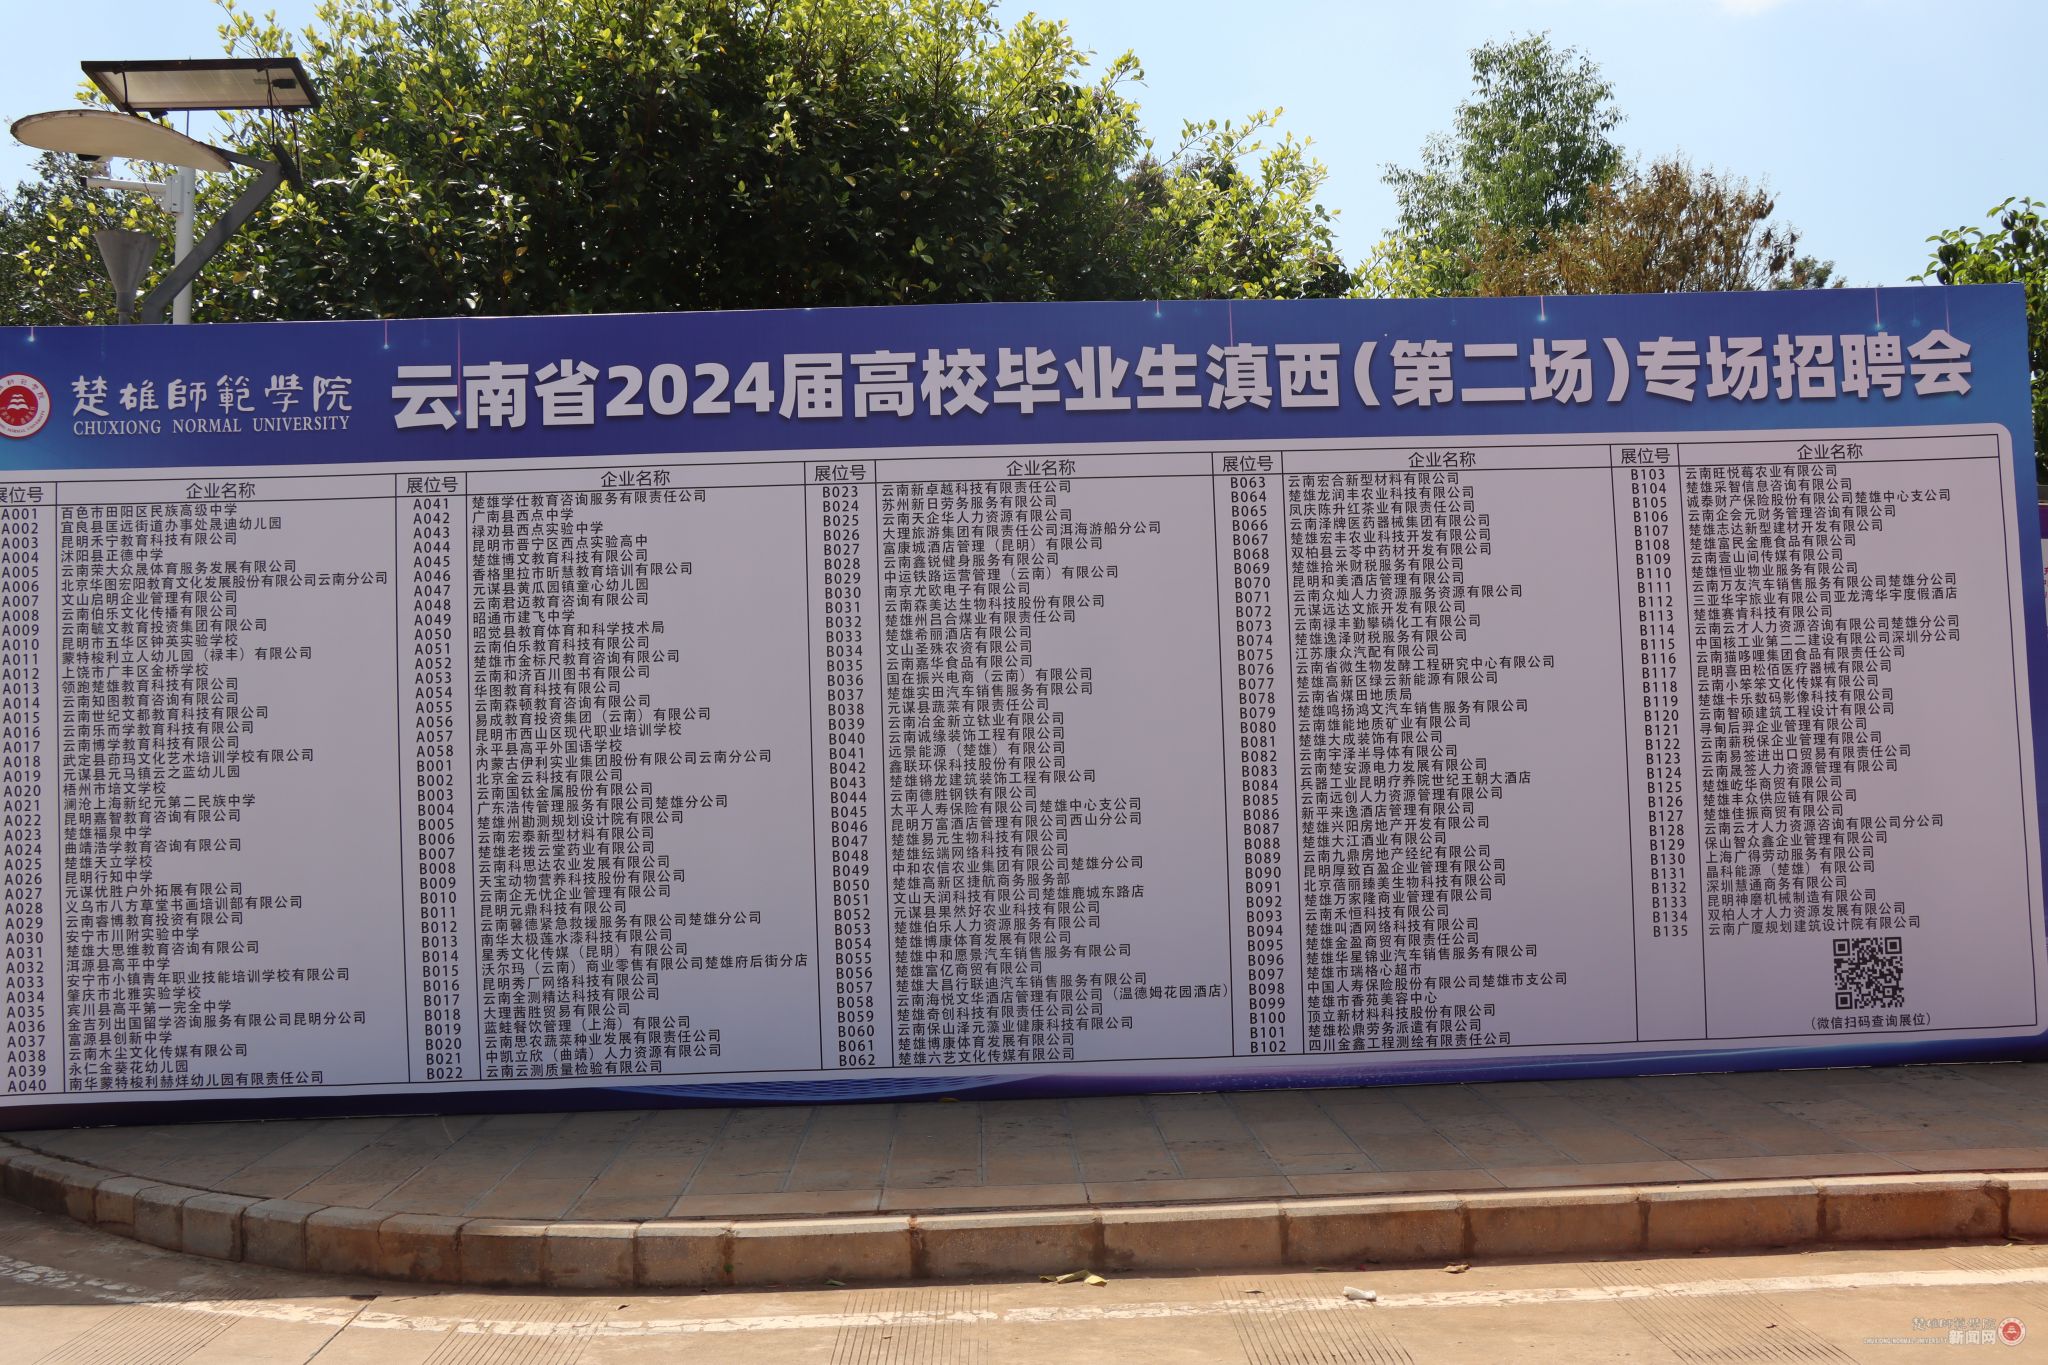 楚雄師範學院
CHUXIONG NORMAL UNIVERSITY
云南省2024届高校毕业生滇西(第二场)专场招聘会
展位号 企业名称
A001 百色市田阳区民族高级中学
A002 宜良县匡远街道办事处晟迪幼儿园
A003 昆明禾宁教育科技有限公司
A004 沭阳县正德中学
A005 云南荣大众晟体育服务发展有限公司
A006 北京华图宏阳教育文化发展股份有限公司云南分公司
A007 文山启明企业管理有限公司
A008 云南伯乐文化传播有限公司
A009 云南毓文教育投资集团有限公司
A010 昆明市五华区钟英实验学校
A011 蒙特梭利立人幼儿园（禄丰）有限公司
A012 上饶市广丰区金桥学校
A013 领跑楚雄教育科技有限公司
A014 云南知图教育咨询有限公司
A015 云南世纪文都教育科技有限公司
A016 云南乐而学教育科技有限公司
A017 云南博学教育科技有限公司
A018 武定县茚玛文化艺术培训学校有限公司
A019 元谋县元马镇云之蓝幼儿园
A020 梧州市培文学校
A021 澜沧上海新纪元第二民族中学
A022 昆明嘉智教育咨询有限公司
A023 楚雄福泉中学
A024 曲靖浩学教育咨询有限公司
A025 楚雄天立学校
A026 昆明行知中学
A027 元谋优胜户外拓展有限公司
A028 义乌市八方草堂书画培训部有限公司
A029 云南睿博教育投资有限公司
A030 安宁市川附实验中学
A031 楚雄大思维教育咨询有限公司
A032 洱源县高平中学
A033 安宁市小镇青年职业技能培训学校有限公司
A034 肇庆市北雅实验学校
A035 宾川县高平第一完全中学
A036 金吉列出国留学咨询服务有限公司昆明分公司
A037 富源县创新中学
A038 云南木尘文化传媒有限公司
A039 永仁金葵花幼儿园
A040 南华蒙特梭利赫烊幼儿园有限责任公司
展位号 企业名称
A041 楚雄学仕教育咨询服务有限责任公司
A042 广南县西点中学
A043 禄劝县西点实验中学
A044 昆明市晋宁区西点实验高中
A045 楚雄博文教育科技有限公司
A046 香格里拉市昕慧教育培训有限公司
A047 元谋县黄瓜园镇童心幼儿园
A048 云南君迈教育咨询有限公司
A049 昭通市建飞中学
A050 昭觉县教育体育和科学技术局
A051 云南伯乐教育科技有限公司
A052 楚雄市金标尺教育咨询有限公司
A053 云南和济百川图书有限公司
A054 华图教育科技有限公司
A055 云南森顿教育咨询有限公司
A056 易成教育投资集团（云南）有限公司
A057 昆明市西山区现代职业培训学校
A058 永平县高平外国语学校
B001 内蒙古伊利实业集团股份有限公司云南分公司
B002 北京金云科技有限公司
B003 云南国钛金属股份有限公司
B004 广东浩传管理服务有限公司楚雄分公司
B005 楚雄州勘测规划设计院有限公司
B006 云南宏泰新型材料有限公司
B007 楚雄老拨云堂药业有限公司
B008 云南科思达农业发展有限公司
B009 天宝动物营养科技股份有限公司
B010 云南企无忧企业管理有限公司
B011 昆明元鼎科技有限公司
B012 云南馨德紧急救援服务有限公司楚雄分公司
B013 南华太极莲水漆科技有限公司
B014 星秀文化传媒（昆明）有限公司
B015 沃尔玛（云南）商业零售有限公司楚雄府后街分店
B016 昆明秀厂网络科技有限公司
B017 云南全测精达科技有限公司
B018 大理茜胜贸易有限公司
B019 蓝蛙餐饮管理（上海）有限公司
B020 云南思农蔬菜种业发展有限责任公司
B021 中凯立欣（曲靖）人力资源有限公司
B022 云南云测质量检验有限公司
展位号 企业名称
B023 云南新卓越科技有限责任公司
B024 苏州新日劳务服务有限公司
B025 云南天企华人力资源有限公司
B026 大理旅游集团有限责任公司洱海游船分公司
B027 富康城酒店管理（昆明）有限公司
B028 云南鑫锐健身服务有限公司
B029 中运铁路运营管理（云南）有限公司
B030 南京尤欧电子有限公司
B031 云南森美达生物科技股份有限公司
B032 楚雄州吕合煤业有限责任公司
B033 楚雄希丽酒店有限公司
B034 文山圣殊农资有限公司
B035 云南嘉华食品有限公司
B036 国在振兴电商（云南）有限公司
B037 楚雄实田汽车销售服务有限公司
B038 元谋县蔬菜有限责任公司
B039 云南冶金新立钛业有限公司
B040 云南诚缘装饰工程有限公司
B041 远景能源（楚雄）有限公司
B042 鑫联环保科技股份有限公司
B043 楚雄锵龙建筑装饰工程有限公司
B044 云南德胜钢铁有限公司
B045 太平人寿保险有限公司楚雄中心支公司
B046 昆明万富酒店管理有限公司西山分公司
B047 楚雄易元生物科技有限公司
B048 楚雄纭端网络科技有限公司
B049 中和农信农业集团有限公司楚雄分公司
B050 楚雄高新区捷航商务服务部
B051 文山天润科技有限公司楚雄鹿城东路店
B052 元谋县果然好农业科技有限公司
B053 楚雄伯乐人力资源服务有限公司
B054 楚雄博康体育发展有限公司
B055 楚雄中和愿景汽车销售服务有限责任公司
B056 楚雄富亿商贸有限公司
B057 楚雄大昌行联迪汽车销售服务有限公司
B058 云南海悦文华酒店管理有限公司（温德姆花园酒店）
B059 楚雄奇创科技有限责任公司公司
B060 云南保山泽元藻业健康科技有限公司
B061 楚雄博康体育发展有限公司
B062 楚雄六艺文化传媒有限公司
展位号 企业名称
B063 云南宏合新型材料有限公司
B064 楚雄龙润丰农业科技有限公司
B065 凤庆陈升红茶业有限责任公司
B066 云南泽牌医药器械集团有限公司
B067 楚雄宏丰农业科技开发有限公司
B068 双柏县云苓中药材开发有限公司
B069 楚雄拾米财税服务有限公司
B070 昆明和美酒店管理有限公司
B071 云南众灿人力资源服务资源有限公司
B072 元谋远达文旅开发有限公司
B073 云南禄丰勤攀磷化工有限公司
B074 楚雄逸泽财税服务有限公司
B075 江苏康众汽配有限公司
B076 云南省微生物发酵工程研究中心有限公司
B077 楚雄高新区绿云新能源有限公司
B078 云南省煤田地质局
B079 楚雄鸣扬鸿文汽车销售服务有限公司
B080 云南雄能地质矿业有限公司
B081 楚雄大成装饰有限公司
B082 云南宇泽半导体有限公司
B083 云南楚安源电力发展有限公司
B084 兵器工业昆明疗养院世纪王朝大酒店
B085 云南远创人力资源管理有限公司
B086 新平来逸酒店管理有限公司
B087 楚雄兴阳房地产开发有限公司
B088 楚雄大江酒业有限公司
B089 云南九鼎房地产经纪有限公司
B090 昆明厚致百盈企业管理有限公司
B091 北京蓓丽臻美生物科技有限公司
B092 楚雄万家隆商业管理有限公司
B093 云南禾恒科技有限公司
B094 楚雄叫酒网络科技有限公司
B095 楚雄金盈商贸有限责任公司
B096 楚雄华星锦业汽车销售服务有限公司
B097 楚雄市瑞格心超市
B098 中国人寿保险股份有限公司楚雄市支公司
B099 楚雄市香苑美容中心
B100 顶立新材料科技股份有限公司
B101 楚雄松鼎劳务派遣有限公司
B102 四川金鑫工程测绘有限责任公司
展位号 企业名称
B103 云南旺悦莓农业有限公司
B104 楚雄采智信息咨询有限公司
B105 诚泰财产保险股份有限公司楚雄中心支公司
B106 云南企会元财务管理咨询有限公司
B107 楚雄志达新型建材开发有限公司
B108 楚雄富民金鹿食品有限公司
B109 云南壹山间传媒有限公司
B110 楚雄恒业物业服务有限公司
B111 云南万友汽车销售服务有限公司楚雄分公司
B112 三亚华宇旅业有限公司亚龙湾华宇度假酒店
B113 楚雄赛肯科技有限公司
B114 云南云才人力资源咨询有限公司楚雄分公司
B115 中国核工业第二二建设有限公司深圳分公司
B116 云南猫哆哩集团食品有限责任公司
B117 昆明喜田松佰医疗器械有限公司
B118 云南小笨笨文化传媒有限公司
B119 楚雄卡乐数码影像科技有限公司
B120 云南智硕建筑工程设计有限公司
B121 寻甸后羿企业管理有限公司
B122 云南薪税保企业管理有限公司
B123 云南易签进出口贸易有限责任公司
B124 云南晟签人力资源管理有限公司
B125 楚雄屹华商贸有限公司
B126 楚雄丰众供应链有限公司
B127 楚雄佳振商贸有限公司
B128 云南云才人力资源咨询有限公司分公司
B129 保山智众鑫企业管理有限公司
B130 上海广得劳动服务有限公司
B131 晶科能源（楚雄）有限公司
B132 深圳慧通商务有限公司
B133 昆明神磨机械制造有限公司
B134 双柏人才人力资源发展有限公司
B135 云南广厦规划建筑设计院有限公司
（微信扫码查询展位）
楚雄師範學院
CHUXIONG NORMAL UNIVERSITY 新闻网